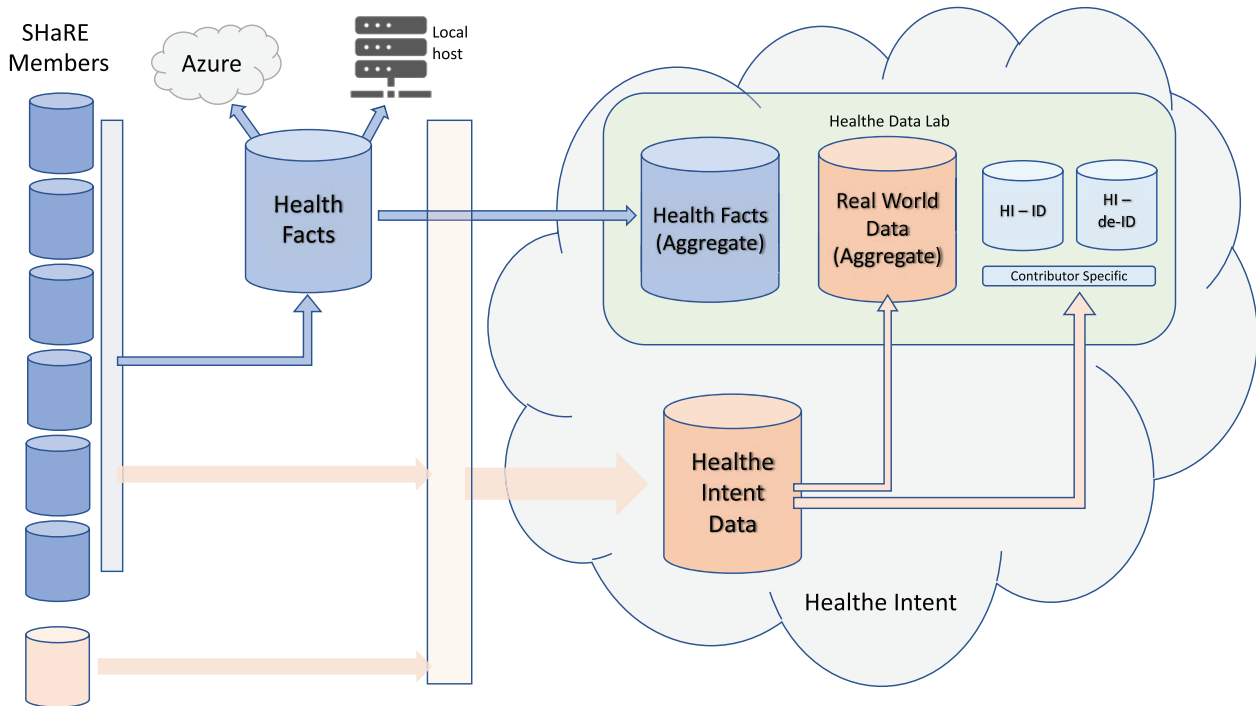 SHaRE
Members
Azure
Local
host
Health
Facts
Healthe Data Lab
Health Facts
(Aggregate)
Real World
Data
(Aggregate)
HI – ID
HI –
de-ID
Contributor Specific
Healthe
Intent
Data
Healthe Intent